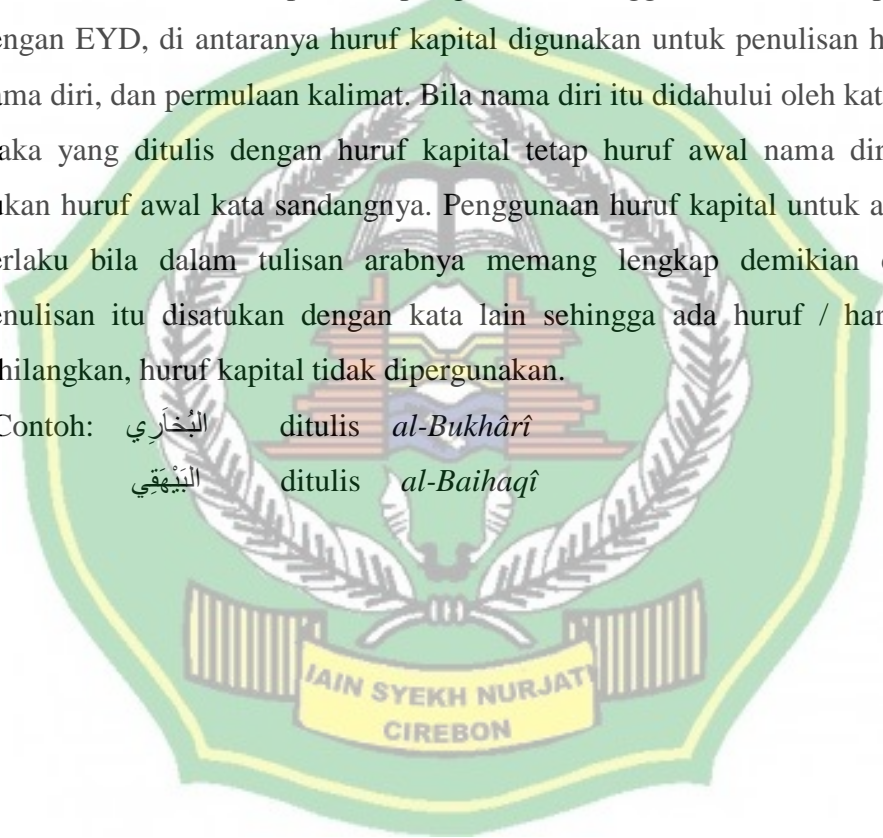 engan EYD, di antaranya huruf kapital digunakan untuk penulisan h
ama diri, dan permulaan kalimat. Bila nama diri itu didahului oleh kat
aka yang ditulis dengan huruf kapital tetap huruf awal nama dir
ukan huruf awal kata sandangnya. Penggunaan huruf kapital untuk a
erlaku bila dalam tulisan arabnya memang lengkap demikian
enulisan itu disatukan dengan kata lain sehingga ada huruf / har
hilangkan, huruf kapital tidak dipergunakan.
Contoh: البُخَارِي ditulis al-Bukhârî
البَيْهَقِي ditulis al-Baihaqî
IAIN SYEKH NURJATI
CIREBON